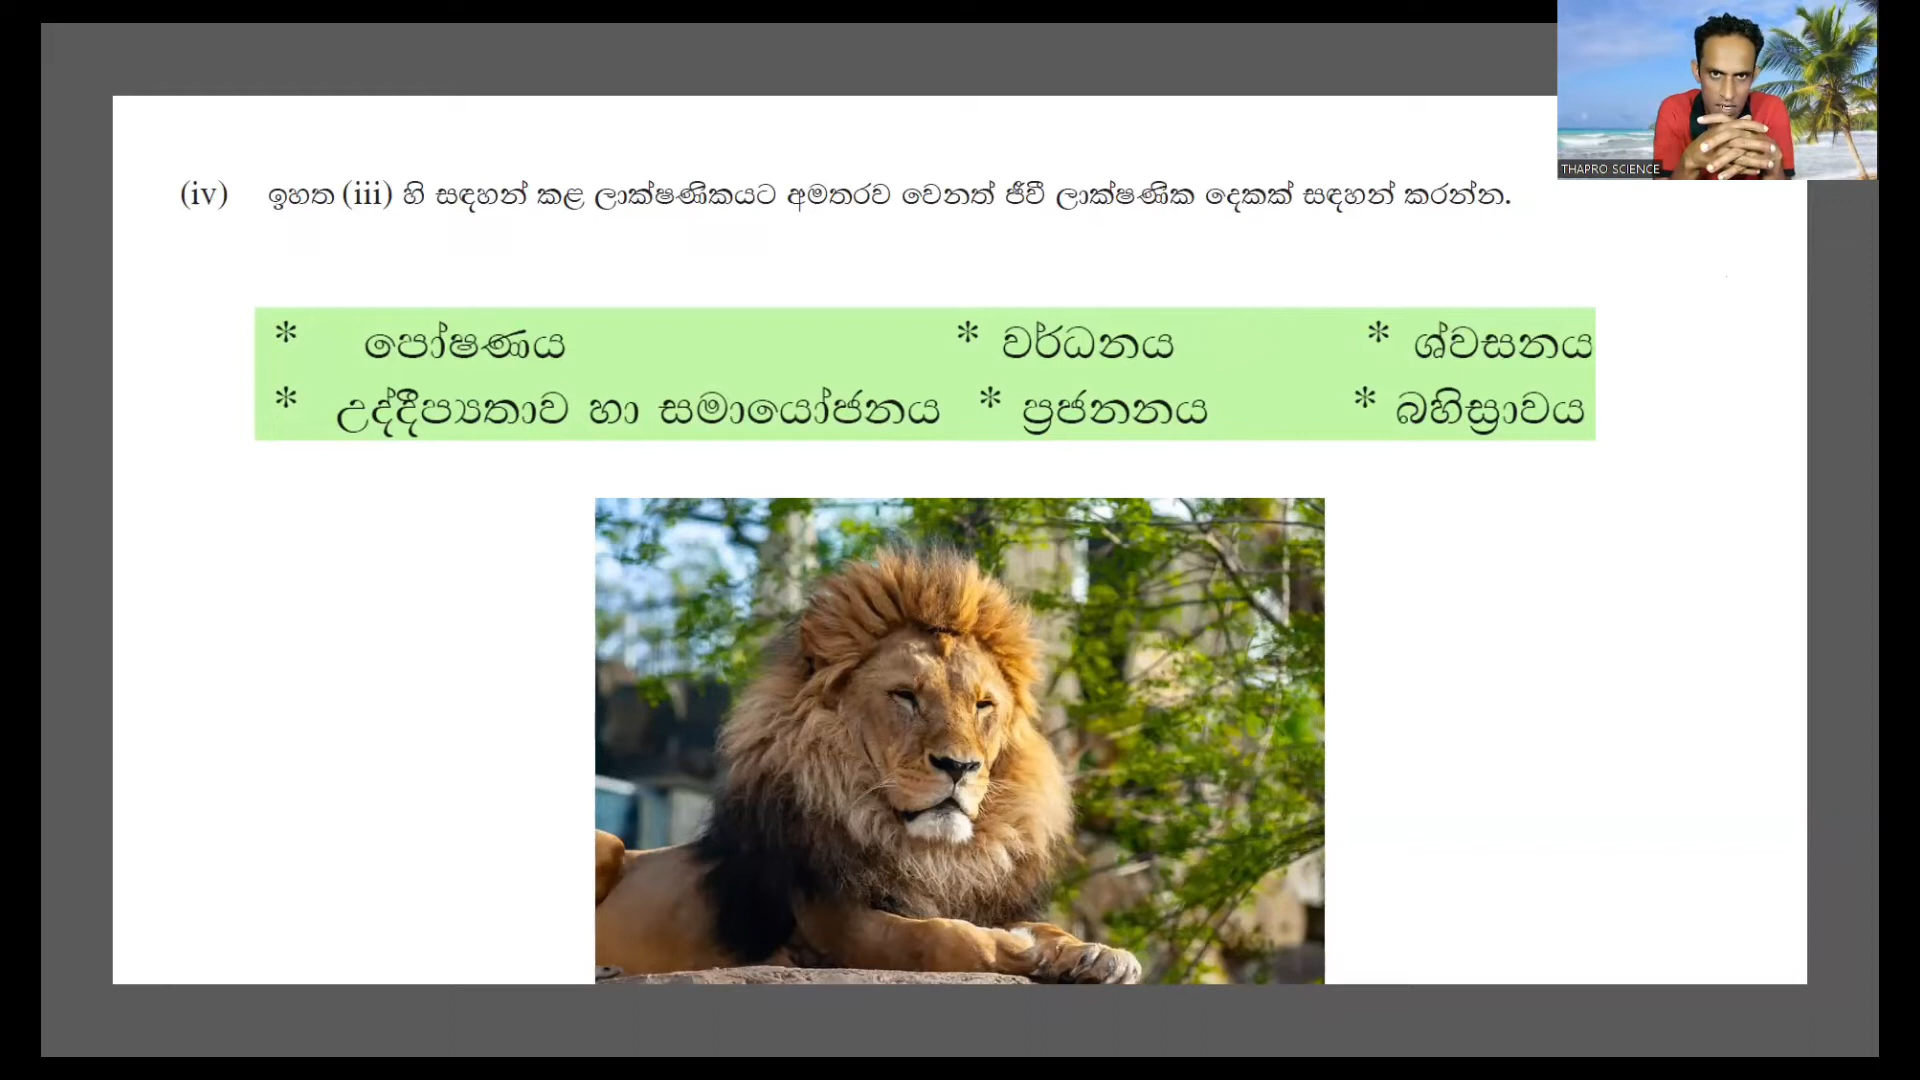 THAPRO SCIENCE
(iv) ඉහත (iii) හි සඳහන් කළ ලාක්ෂණිකයට අමතරව වෙනත් ජීවී ලාක්ෂණික දෙකක් සඳහන් කරන්න.
* පෝෂණය * වර්ධනය * ශ්වසනය
* උද්දීප්‍යතාව හා සමායෝජනය * ප්‍රජනනය * බහිස්‍රාවය